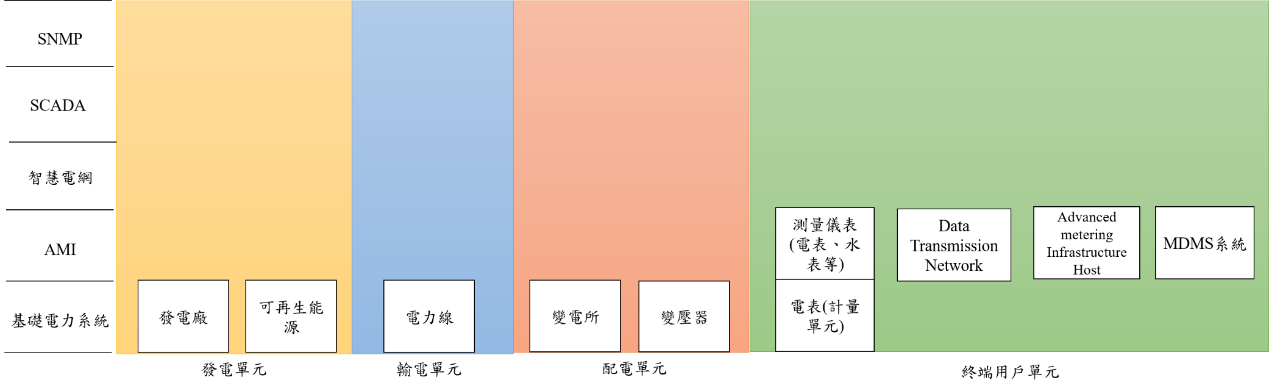 SNMP
SCADA
智慧電網
AMI
測量儀表
(電表、水
表等)
Data
Transmission
Network
Advanced
metering
Infrastructure
Host
MDMS系統
基礎電力系統
發電廠
可再生能
源
電力線
變電所
變壓器
電表(計量
單元)
發電單元
輸電單元
配電單元
終端用戶單元